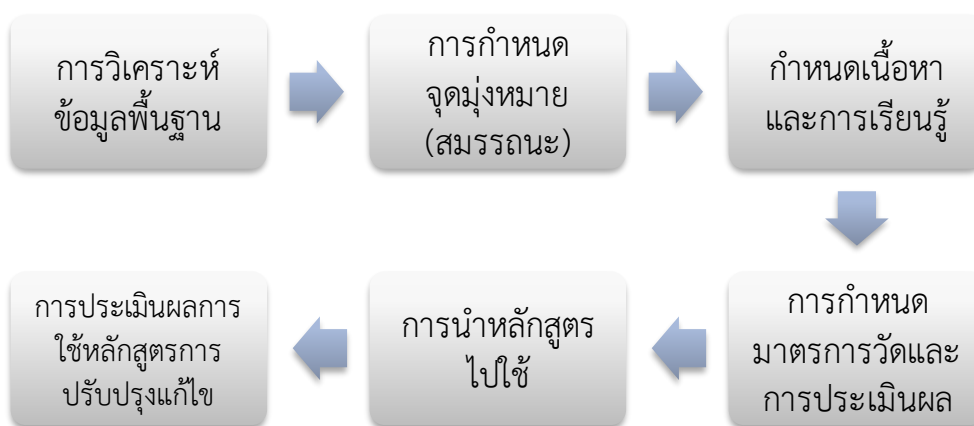 การวิเคราะห์
ข้อมูลพื้นฐาน
การกำหนด
จุดมุ่งหมาย
(สมรรถนะ)
กำหนดเนื้อหา
และการเรียนรู้
การกำหนด
มาตรการวัดและ
การประเมินผล
การนำหลักสูตร
ไปใช้
การประเมินผลการ
ใช้หลักสูตรการ
ปรับปรุงแก้ไข